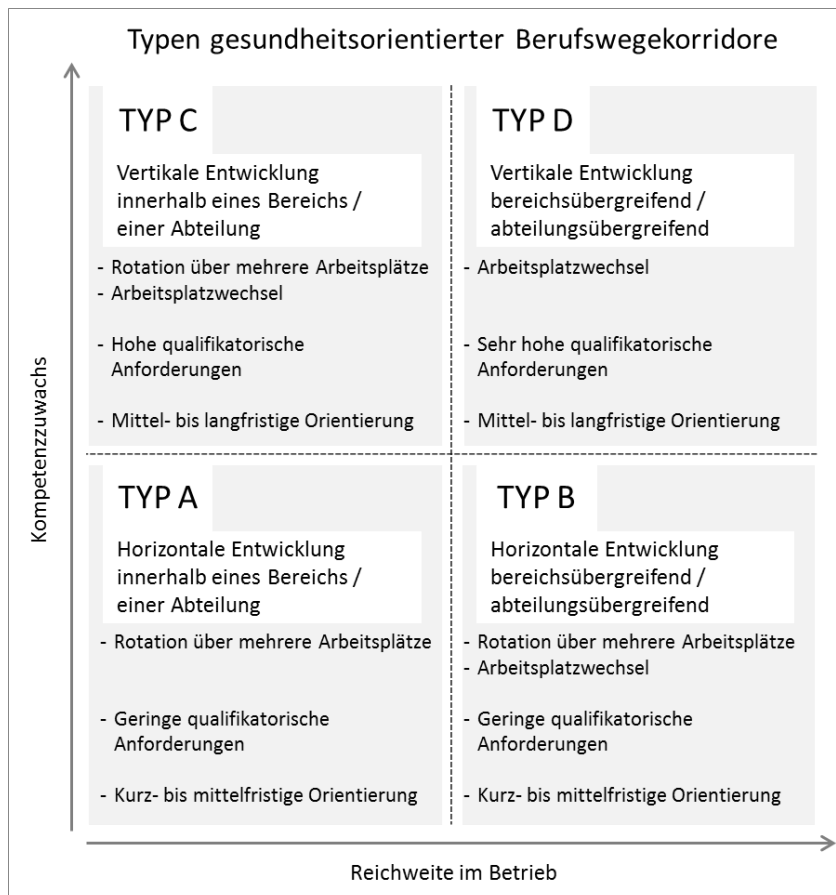 Typen gesundheitsorientierter Berufswegekorridore
Kompetenzzuwachs
TYP C
Vertikale Entwicklung
innerhalb eines Bereichs /
einer Abteilung
- Rotation über mehrere Arbeitsplätze
- Arbeitsplatzwechsel
- Hohe qualifikatorische
Anforderungen
- Mittel- bis langfristige Orientierung
TYP D
Vertikale Entwicklung
bereichsübergreifend /
abteilungsübergreifend
- Arbeitsplatzwechsel
- Sehr hohe qualifikatorische
Anforderungen
- Mittel- bis langfristige Orientierung
TYP A
Horizontale Entwicklung
innerhalb eines Bereichs /
einer Abteilung
- Rotation über mehrere Arbeitsplätze
- Geringe qualifikatorische
Anforderungen
- Kurz- bis mittelfristige Orientierung
TYP B
Horizontale Entwicklung
bereichsübergreifend /
abteilungsübergreifend
- Rotation über mehrere Arbeitsplätze
- Arbeitsplatzwechsel
- Geringe qualifikatorische
Anforderungen
- Kurz- bis mittelfristige Orientierung
Reichweite im Betrieb